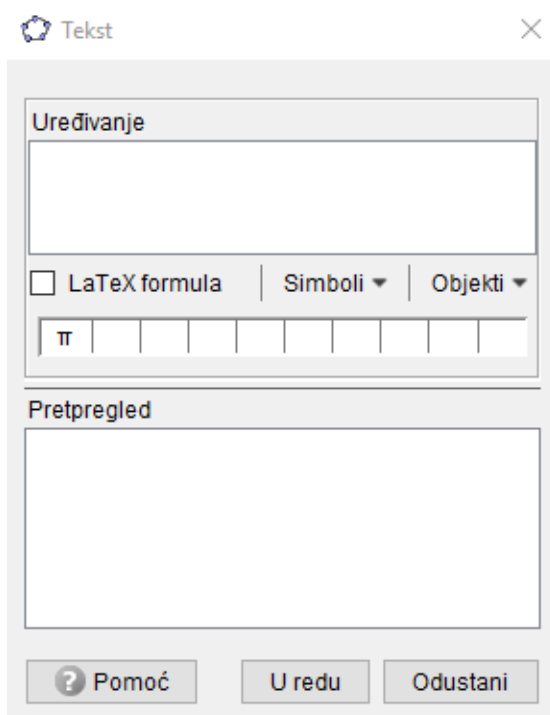 Tekst
Uređivanje
LaTeX formula Simboli Objekti
π
Pretpregled
? Pomoć U redu Odustani